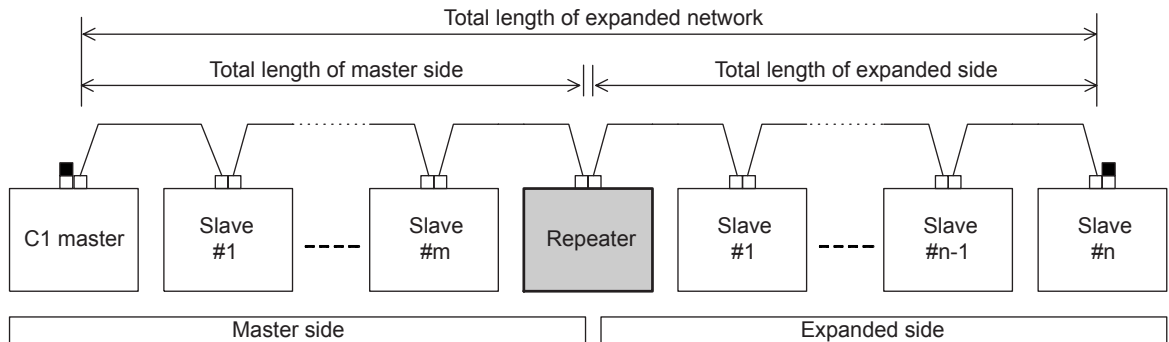 Total length of expanded network
Total length of master side
Total length of expanded side
C1 master
Slave
#1
Slave
#m
Repeater
Slave
#1
Slave
#n-1
Slave
#n
Master side
Expanded side